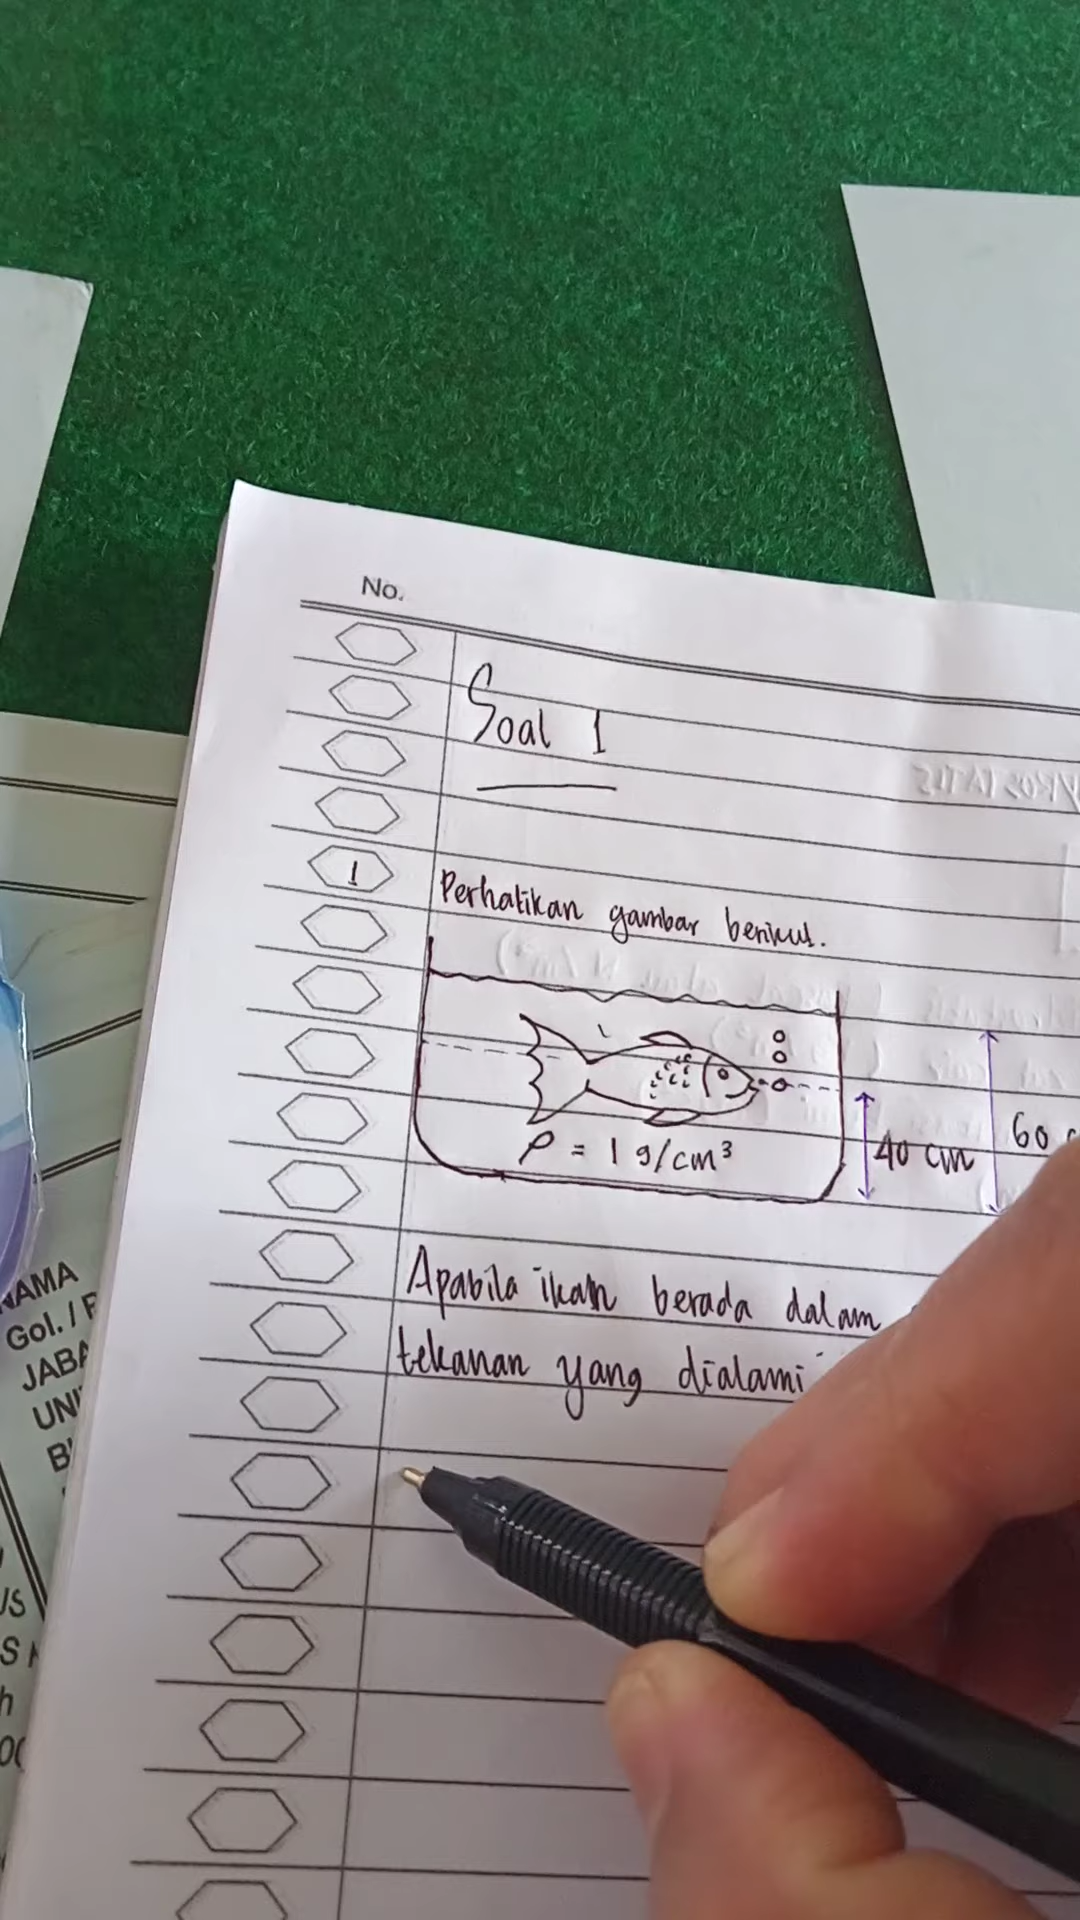 No.
Soal 1
1 Perhatikan gambar berikut.
ρ = 1 g/cm³
40 cm
60
Apabila ikan berada dalam
tekanan yang dialami
NAMA
Gol. /
JABA